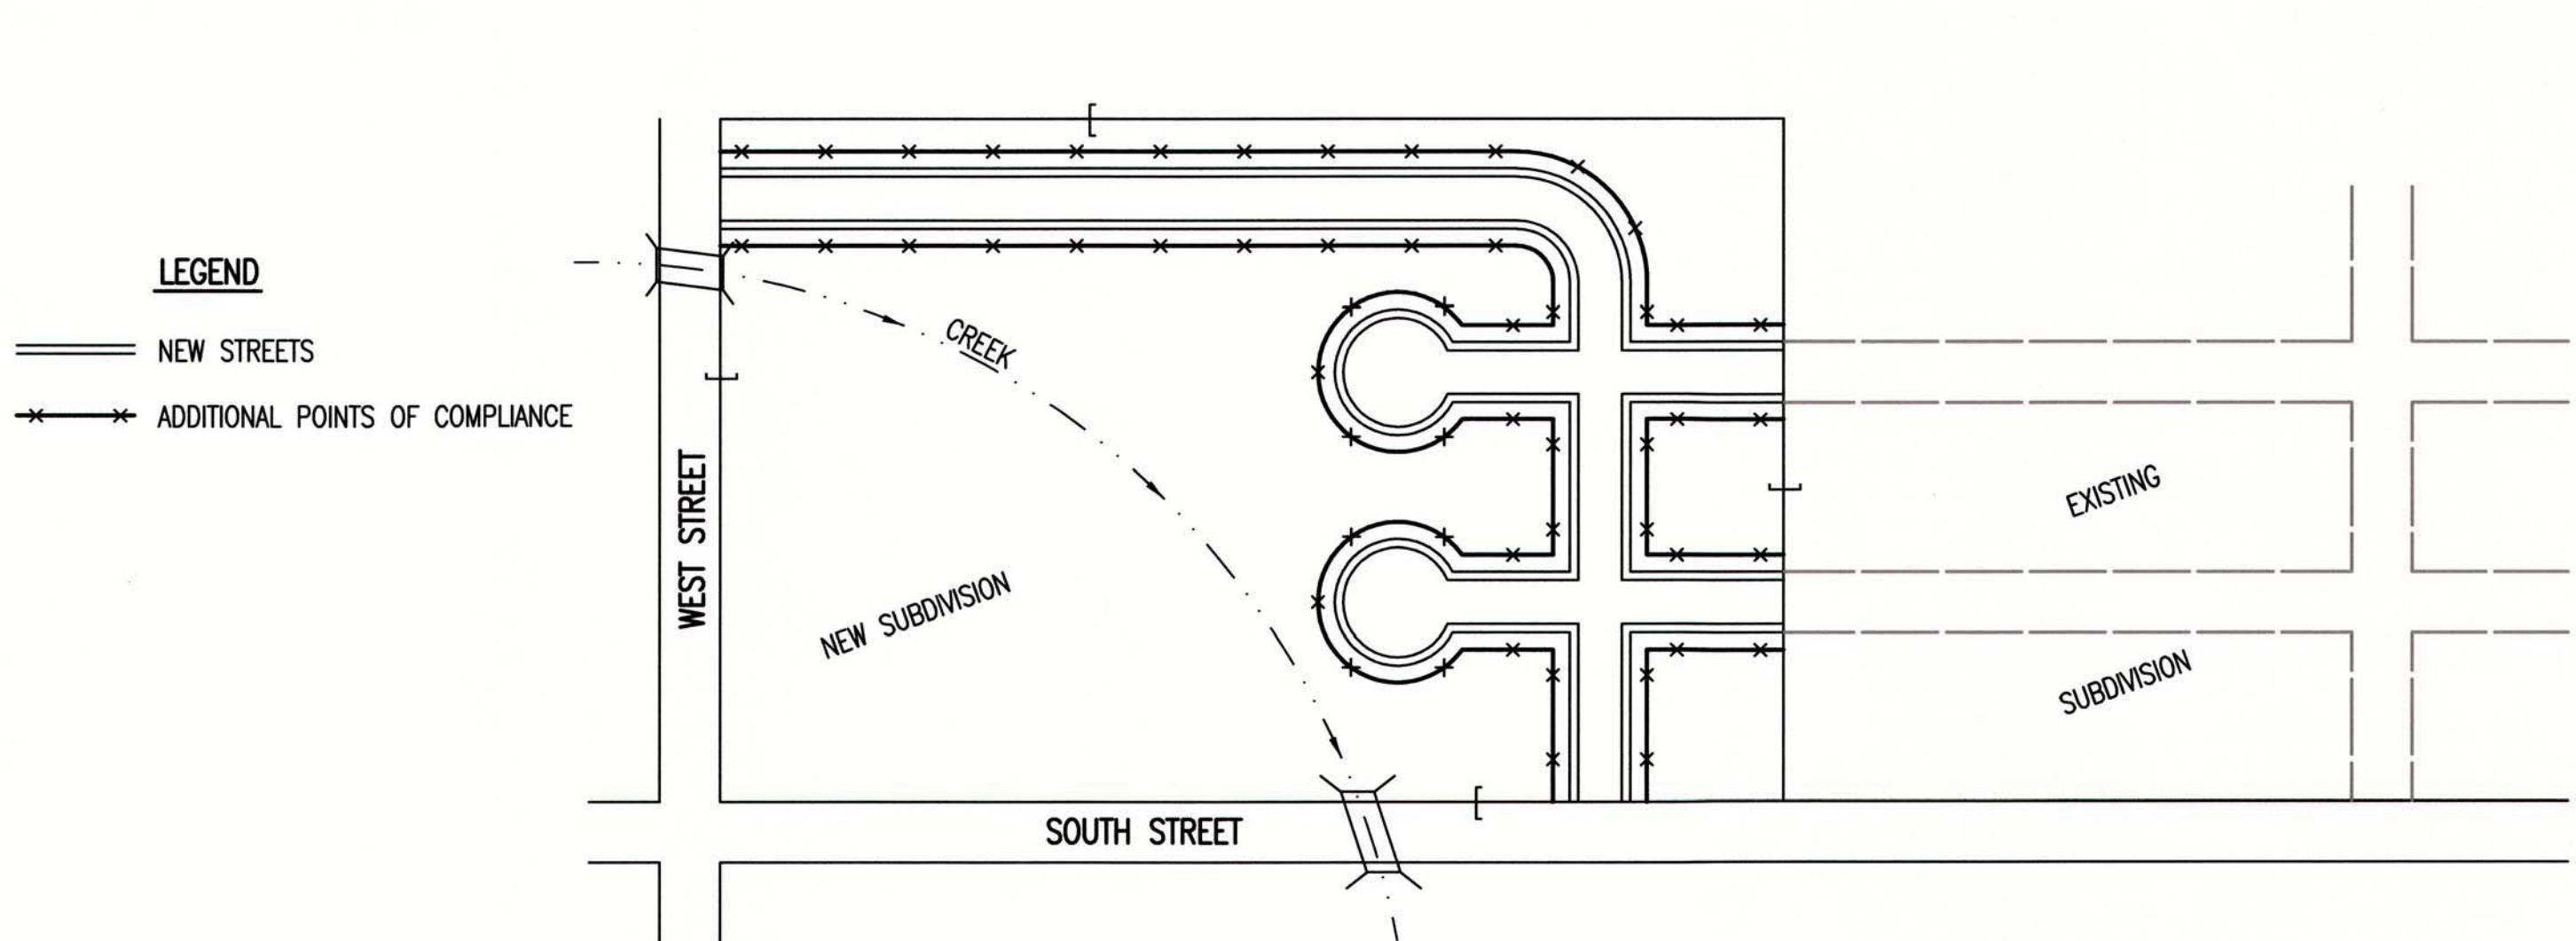 LEGEND
NEW STREETS
ADDITIONAL POINTS OF COMPLIANCE
CREEK
WEST STREET
NEW SUBDIVISION
SOUTH STREET
EXISTING
SUBDIVISION